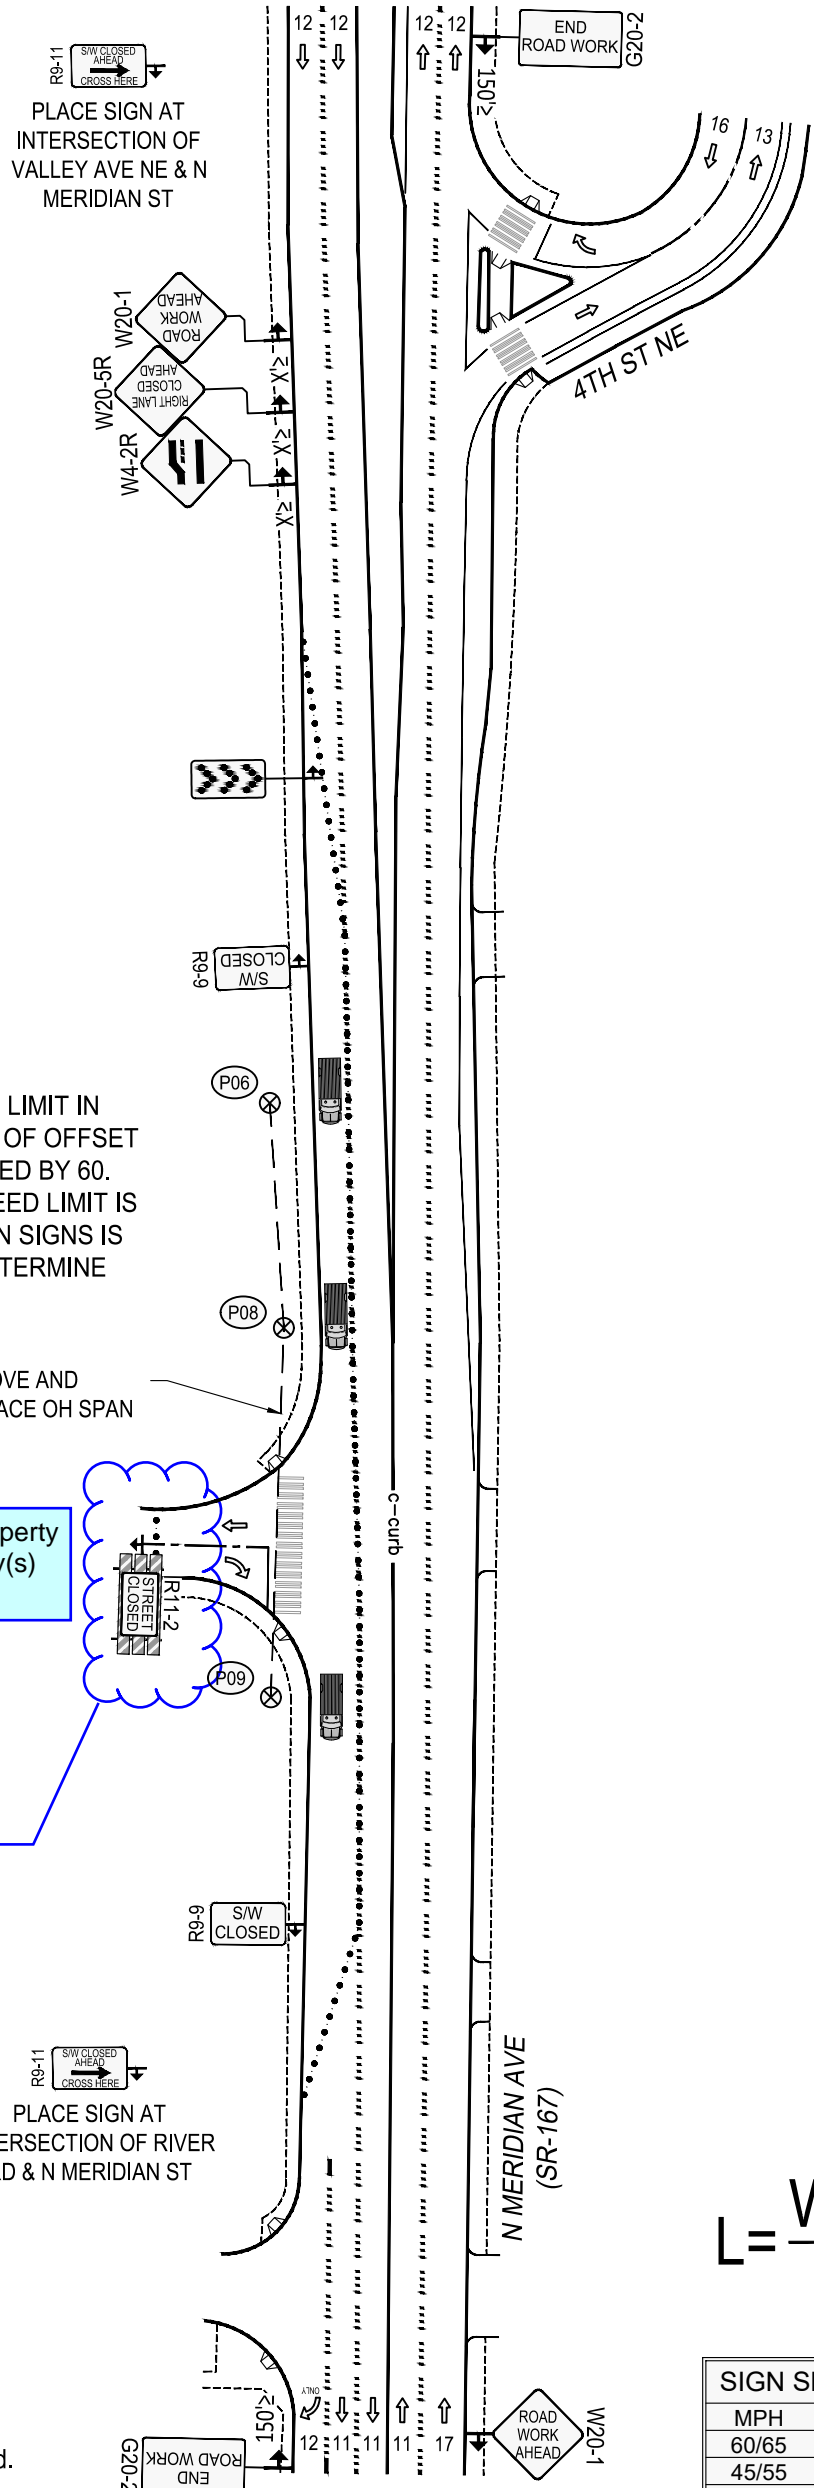 12
12
12
12
END
ROAD WORK
G20-2
150'≥
R9-11
S/W CLOSED
AHEAD
CROSS HERE
PLACE SIGN AT
INTERSECTION OF
VALLEY AVE NE & N
MERIDIAN ST
16
13
4TH ST NE
W20-1
ROAD
WORK
AHEAD
W20-5R
RIGHT LANE
CLOSED
AHEAD
W4-2R
≥'X'
≥'X'
≥'X'
R9-9
S/W
CLOSED
P06
LIMIT IN
OF OFFSET
ED BY 60.
EED LIMIT IS
N SIGNS IS
TERMINE
P08
OVE AND
ACE OH SPAN
c-curb
operty
y(s)
STREET
CLOSED
R11-2
P09
R9-9
S/W
CLOSED
R9-11
S/W CLOSED
AHEAD
CROSS HERE
PLACE SIGN AT
ERSECTION OF RIVER
D & N MERIDIAN ST
N MERIDIAN AVE
(SR-167)
L=
ONLY
12
11
11
11
17
150'≥
ROAD
WORK
AHEAD
W20-1
G20-2
END
ROAD WORK
d.
SIGN S
MPH
60/65
45/55